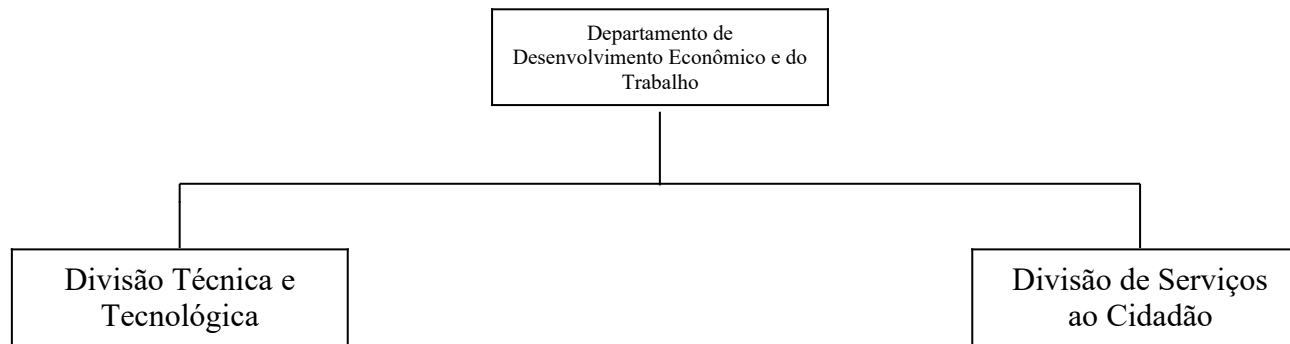 Departamento de
Desenvolvimento Econômico e do
Trabalho
Divisão Técnica e
Tecnológica
Divisão de Serviços
ao Cidadão